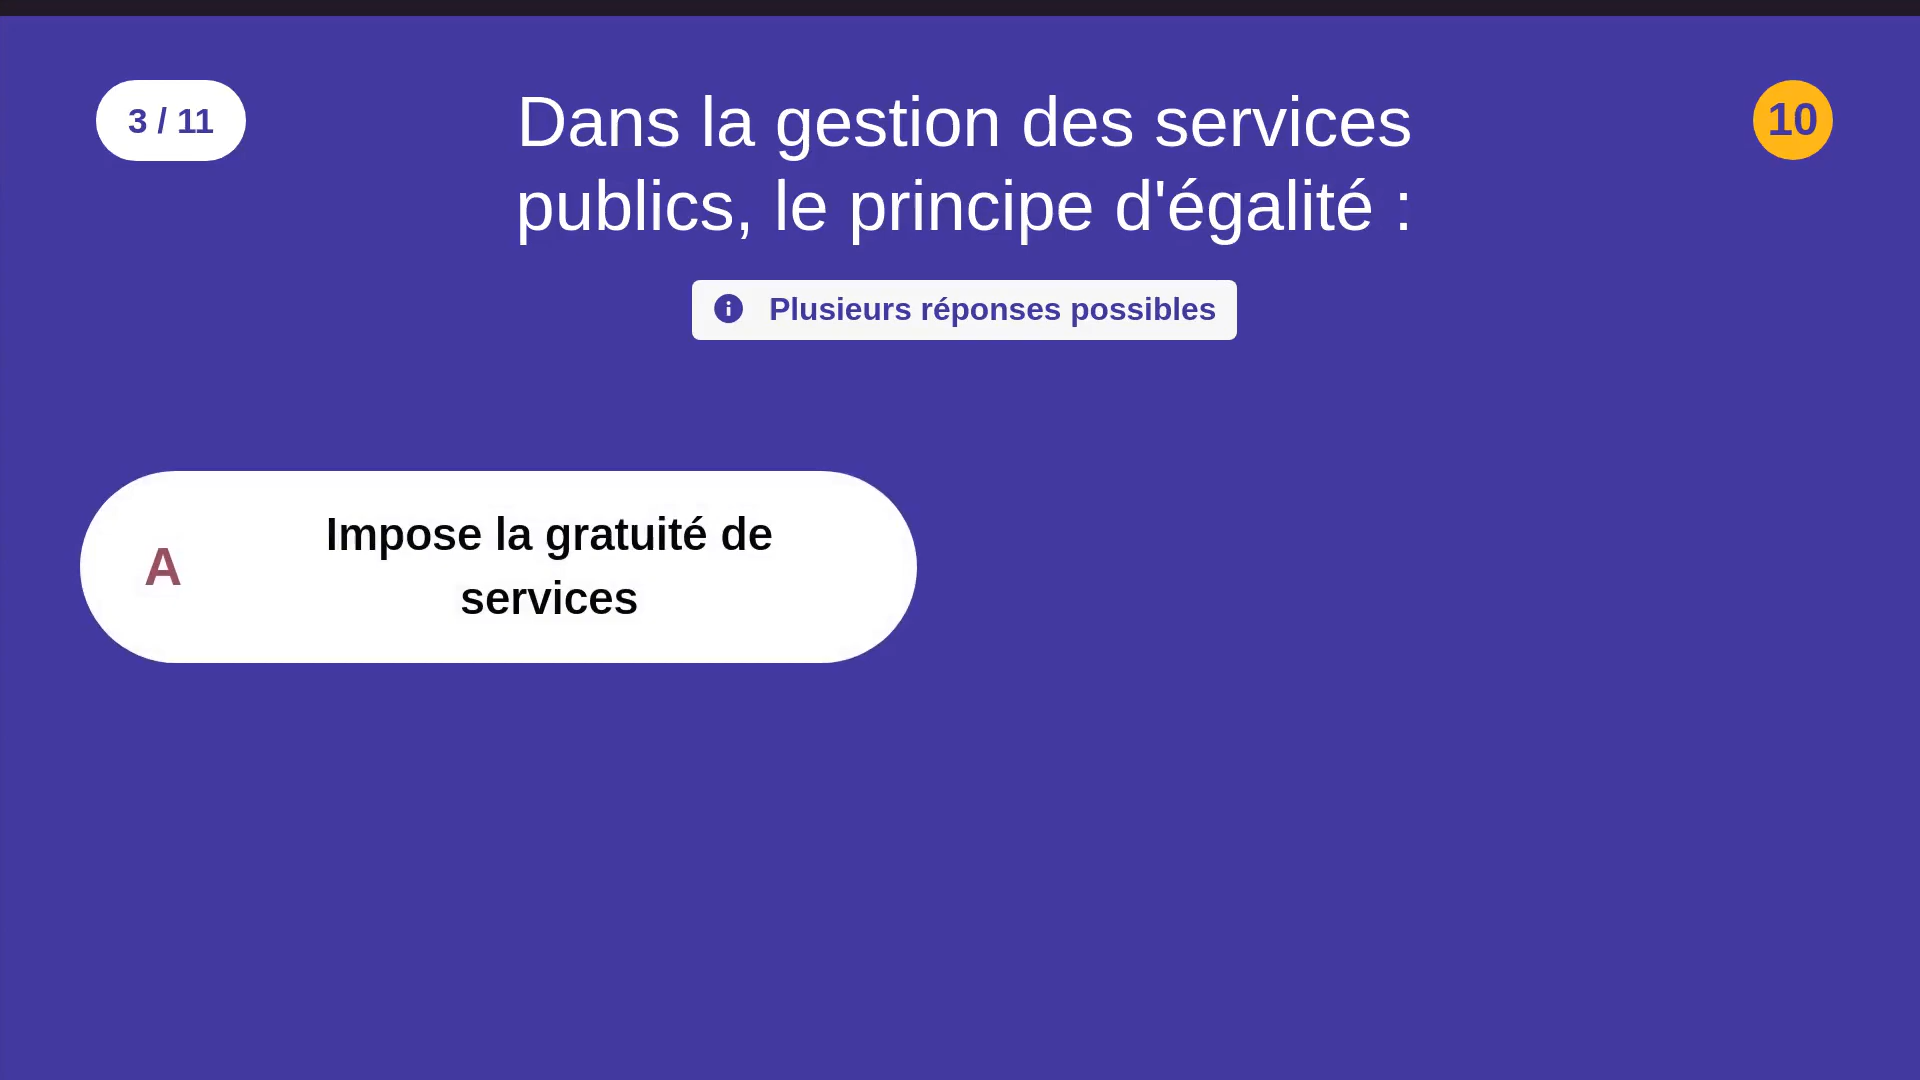 3 / 11
Dans la gestion des services
publics, le principe d'égalité :
10
Plusieurs réponses possibles
A
Impose la gratuité de
services